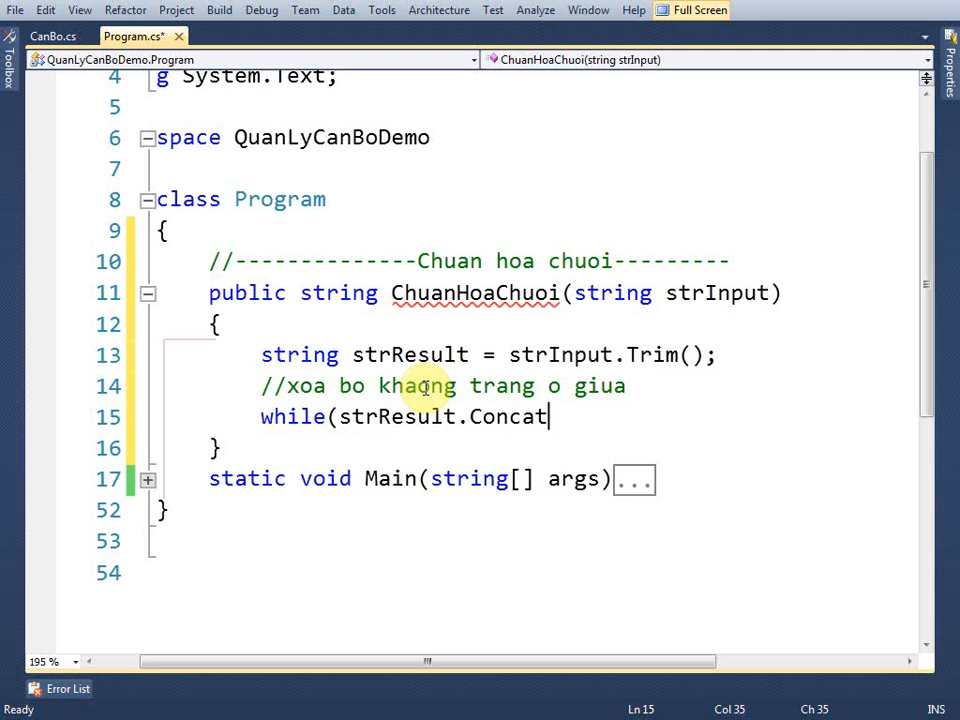 File Edit View Refactor Project Build Debug Team Data Tools Architecture Test Analyze Window Help Full Screen
CanBo.cs Program.cs*
QuanLyCanBoDemo.Program ChuanHoaChuoi(string strInput)
Toolbox
Properties
4 g System.Text;
5
6 space QuanLyCanBoDemo
7
8 class Program
9 {
10 //--------------Chuan hoa chuoi---------
11 public string ChuanHoaChuoi(string strInput)
12 {
13 string strResult = strInput.Trim();
14 //xoa bo khaong trang o giua
15 while(strResult.Concat
16 }
17 static void Main(string[] args)...
52 }
53
54
195 %
Error List
Ready Ln 15 Col 35 Ch 35 INS